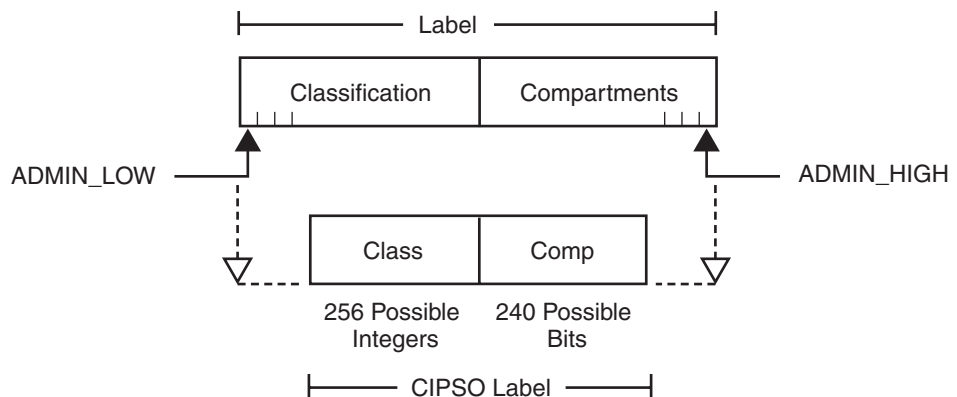 Label
Classification
Compartments
ADMIN_LOW
ADMIN_HIGH
Class
Comp
256 Possible
Integers
240 Possible
Bits
CIPSO Label